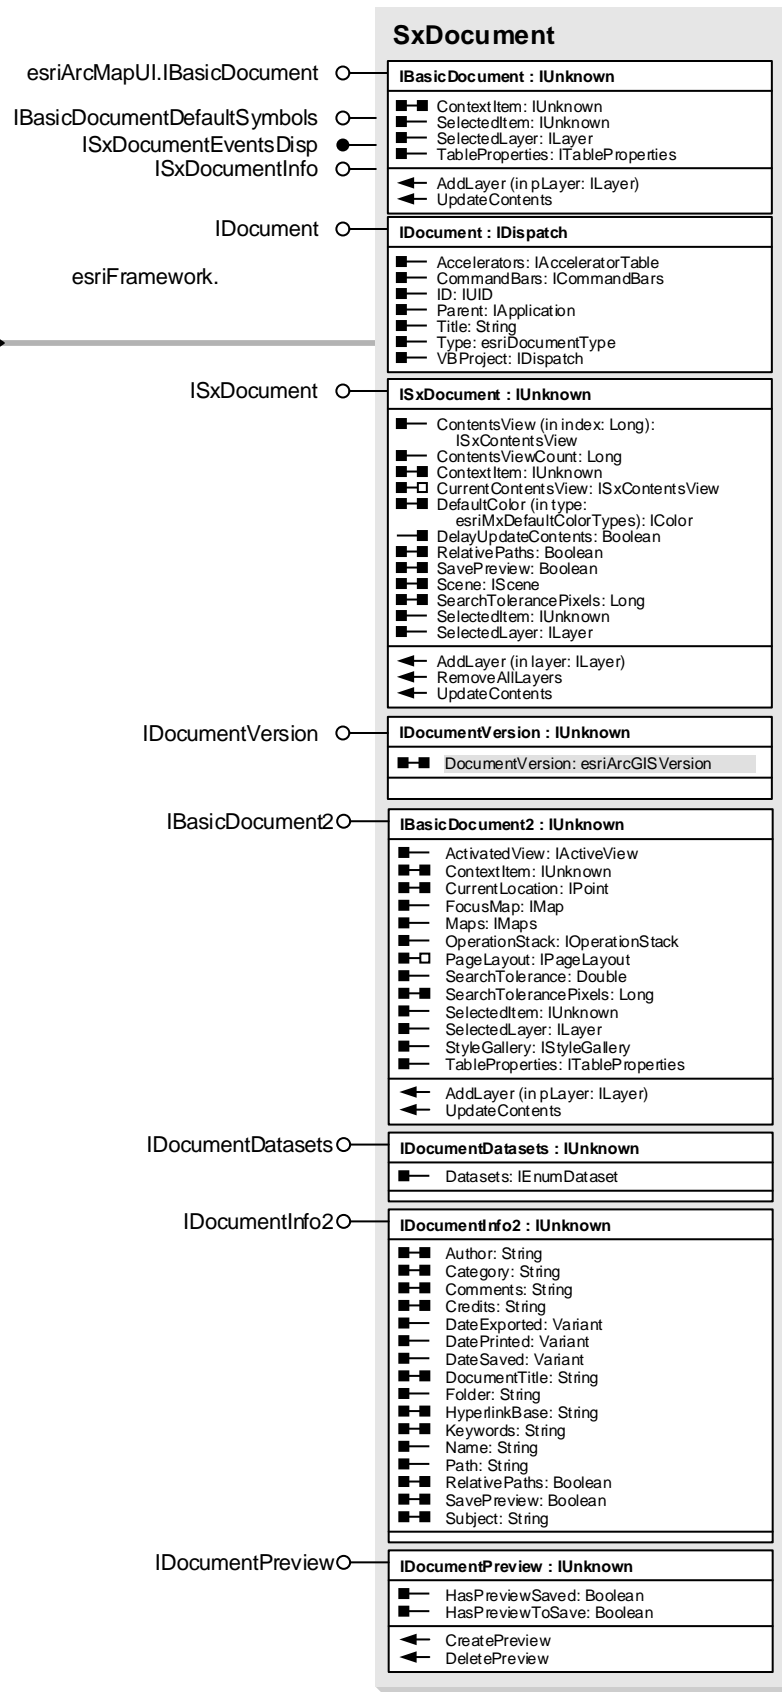 SxDocument
esriArcMapUI.IBasicDocument
IBasicDocumentDefaultSymbols
ISxDocumentEventsDisp
ISxDocumentInfo
IBasicDocument : IUnknown
ContextItem: IUnknown
SelectedItem: IUnknown
SelectedLayer: ILayer
TableProperties: ITableProperties
AddLayer (in pLayer: ILayer)
UpdateContents
IDocument
esriFramework.
IDocument : IDispatch
Accelerators: IAcceleratorTable
CommandBars: ICommandBars
ID: IUID
Parent: IApplication
Title: String
Type: esriDocumentType
VBProject: IDispatch
ISxDocument
ISxDocument : IUnknown
ContentsView (in index: Long):
ISxContentsView
ContentsViewCount: Long
ContextItem: IUnknown
CurrentContentsView: ISxContentsView
DefaultColor (in type:
esriMxDefaultColorTypes): IColor
DelayUpdateContents: Boolean
RelativePaths: Boolean
SavePreview: Boolean
Scene: IScene
SearchTolerancePixels: Long
SelectedItem: IUnknown
SelectedLayer: ILayer
AddLayer (in layer: ILayer)
RemoveAllLayers
UpdateContents
IDocumentVersion
IDocumentVersion : IUnknown
DocumentVersion: esriArcGISVersion
IBasicDocument2
IBasicDocument2 : IUnknown
ActivatedView: IActiveView
ContextItem: IUnknown
CurrentLocation: IPoint
FocusMap: IMap
Maps: IMaps
OperationStack: IOperationStack
PageLayout: IPageLayout
SearchTolerance: Double
SearchTolerancePixels: Long
SelectedItem: IUnknown
SelectedLayer: ILayer
StyleGallery: IStyleGallery
TableProperties: ITableProperties
AddLayer (in pLayer: ILayer)
UpdateContents
IDocumentDatasets
IDocumentDatasets : IUnknown
Datasets: IEnumDataset
IDocumentInfo2
IDocumentInfo2 : IUnknown
Author: String
Category: String
Comments: String
Credits: String
DateExported: Variant
DatePrinted: Variant
DateSaved: Variant
DocumentTitle: String
Folder: String
HyperlinkBase: String
Keywords: String
Name: String
Path: String
RelativePaths: Boolean
SavePreview: Boolean
Subject: String
IDocumentPreview
IDocumentPreview : IUnknown
HasPreviewSaved: Boolean
HasPreviewToSave: Boolean
CreatePreview
DeletePreview